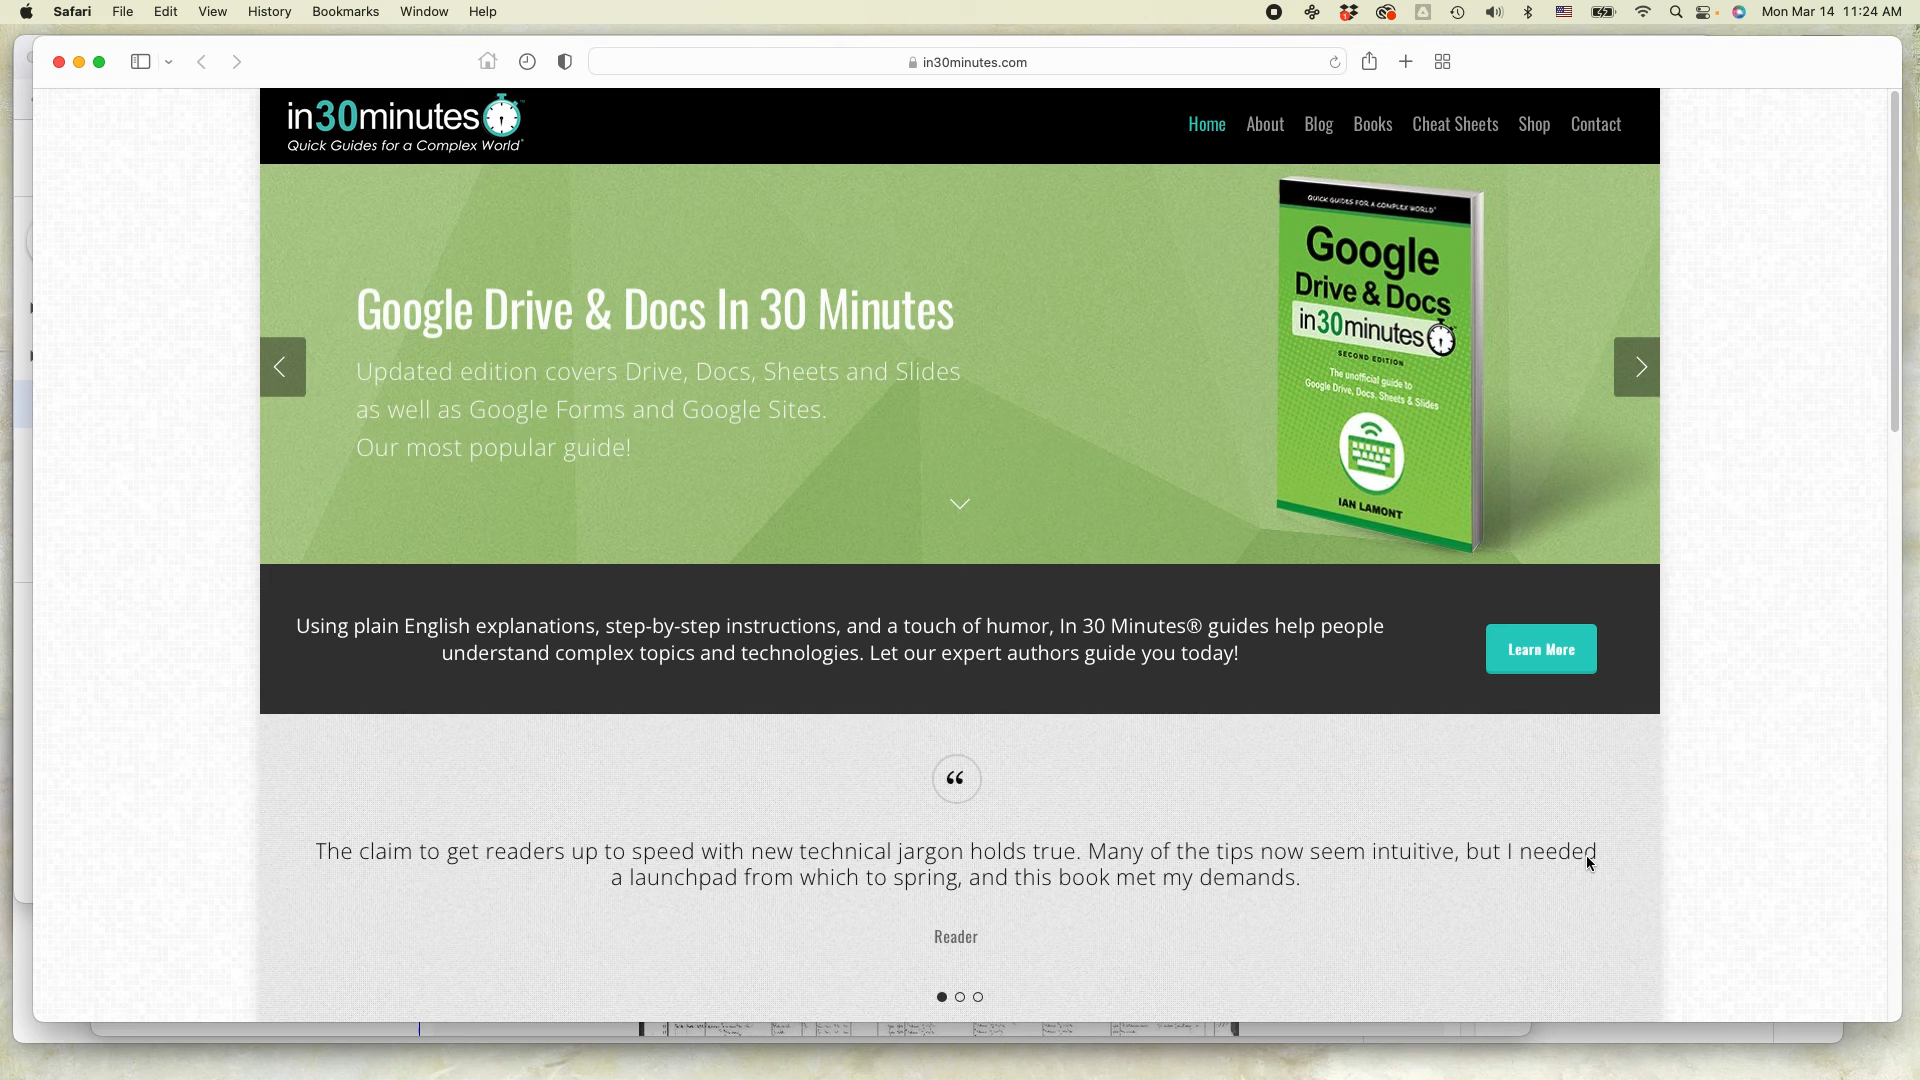 Safari File Edit View History Bookmarks Window Help
Mon Mar 14 11:24 AM
in30minutes.com
in30minutes™
Quick Guides for a Complex World®
Home About Blog Books Cheat Sheets Shop Contact
QUICK GUIDES FOR A COMPLEX WORLD®
Google
Drive & Docs
in30minutes
SECOND EDITION
The unofficial guide to
Google Drive, Docs, Sheets & Slides
IAN LAMONT
Google Drive & Docs In 30 Minutes
Updated edition covers Drive, Docs, Sheets and Slides
as well as Google Forms and Google Sites.
Our most popular guide!
Using plain English explanations, step-by-step instructions, and a touch of humor, In 30 Minutes® guides help people
understand complex topics and technologies. Let our expert authors guide you today!
Learn More
“
The claim to get readers up to speed with new technical jargon holds true. Many of the tips now seem intuitive, but I needed
a launchpad from which to spring, and this book met my demands.
Reader